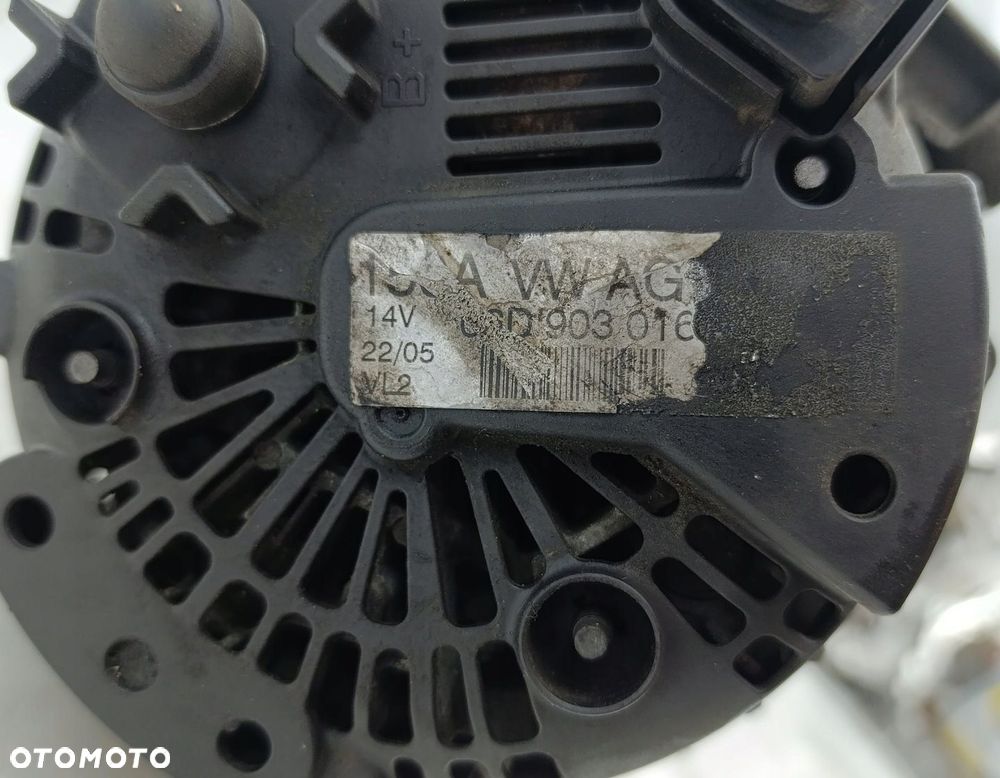 B+
VW AG
14V 903 016
22/05
VL2
OTOMOTO